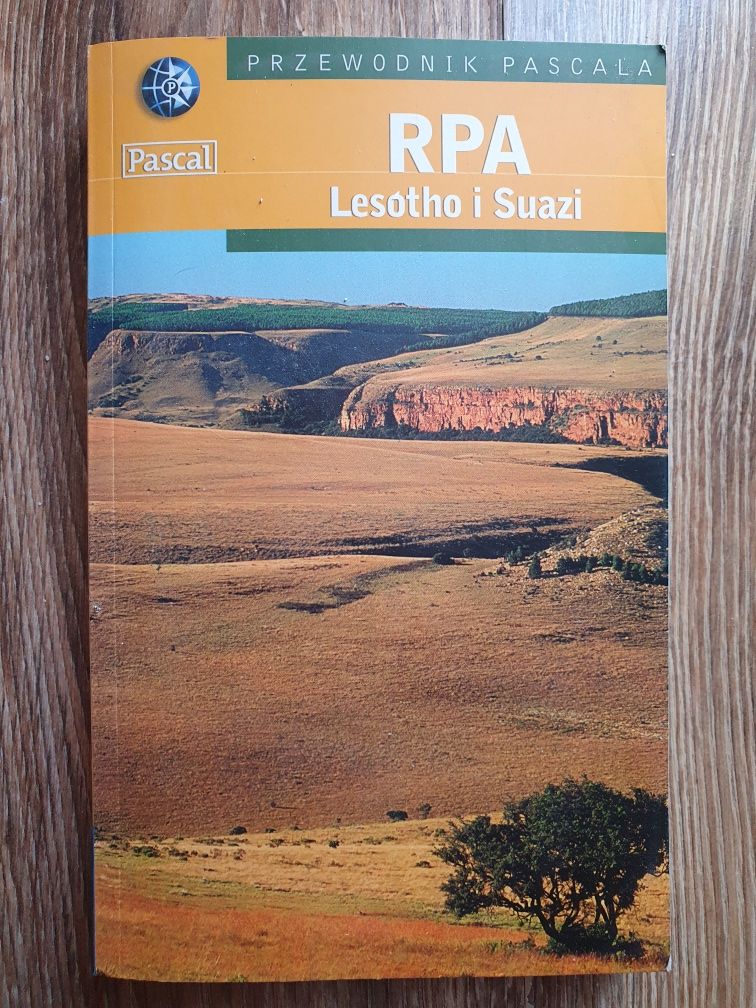 PRZEWODNIK PASCALA
P
Pascal
RPA
Lesotho i Suazi